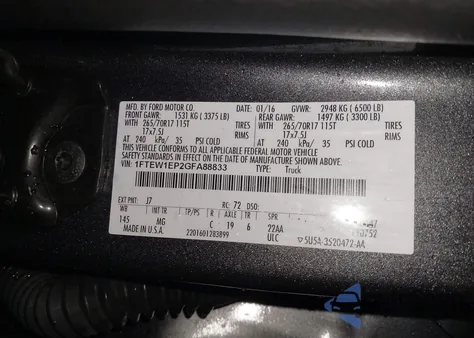 MFD. BY FORD MOTOR CO. 01/16 GVWR: 2948 KG ( 6500 LB)
FRONT GAWR: 1531 KG ( 3375 LB) REAR GAWR: 1497 KG ( 3300 LB)
WITH TIRES WITH TIRES
265/70R17 115T 265/70R17 115T
17x7.5J RIMS 17x7.5J RIMS
AT 240 kPa/ 35 PSI COLD AT 240 kPa/ 35 PSI COLD
THIS VEHICLE CONFORMS TO ALL APPLICABLE FEDERAL MOTOR VEHICLE
SAFETY STANDARDS IN EFFECT ON THE DATE OF MANUFACTURE SHOWN ABOVE.
VIN: 1FTEW1EP2GFA88833 TYPE: Truck
EXT PNT: J7 RC: 72 DSO:
WB INT TR TP/PS R AXLE TR SPR
145 MG C 19 6 22AA
MADE IN U.S.A. 2201601283899 ULC 5U5A-3520472-AA